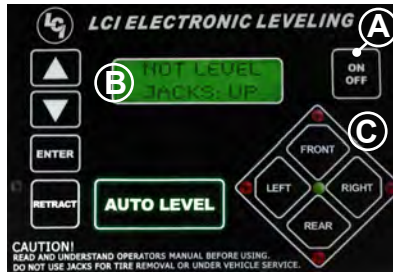 LCI LCI ELECTRONIC LEVELING
A
ON
OFF
B
NOT LEVEL
JACKS: UP
C
ENTER
RETRACT
AUTO LEVEL
FRONT
LEFT
RIGHT
REAR
CAUTION!
READ AND UNDERSTAND OPERATORS MANUAL BEFORE USING.
DO NOT USE JACKS FOR TIRE REMOVAL OR UNDER VEHICLE SERVICE.